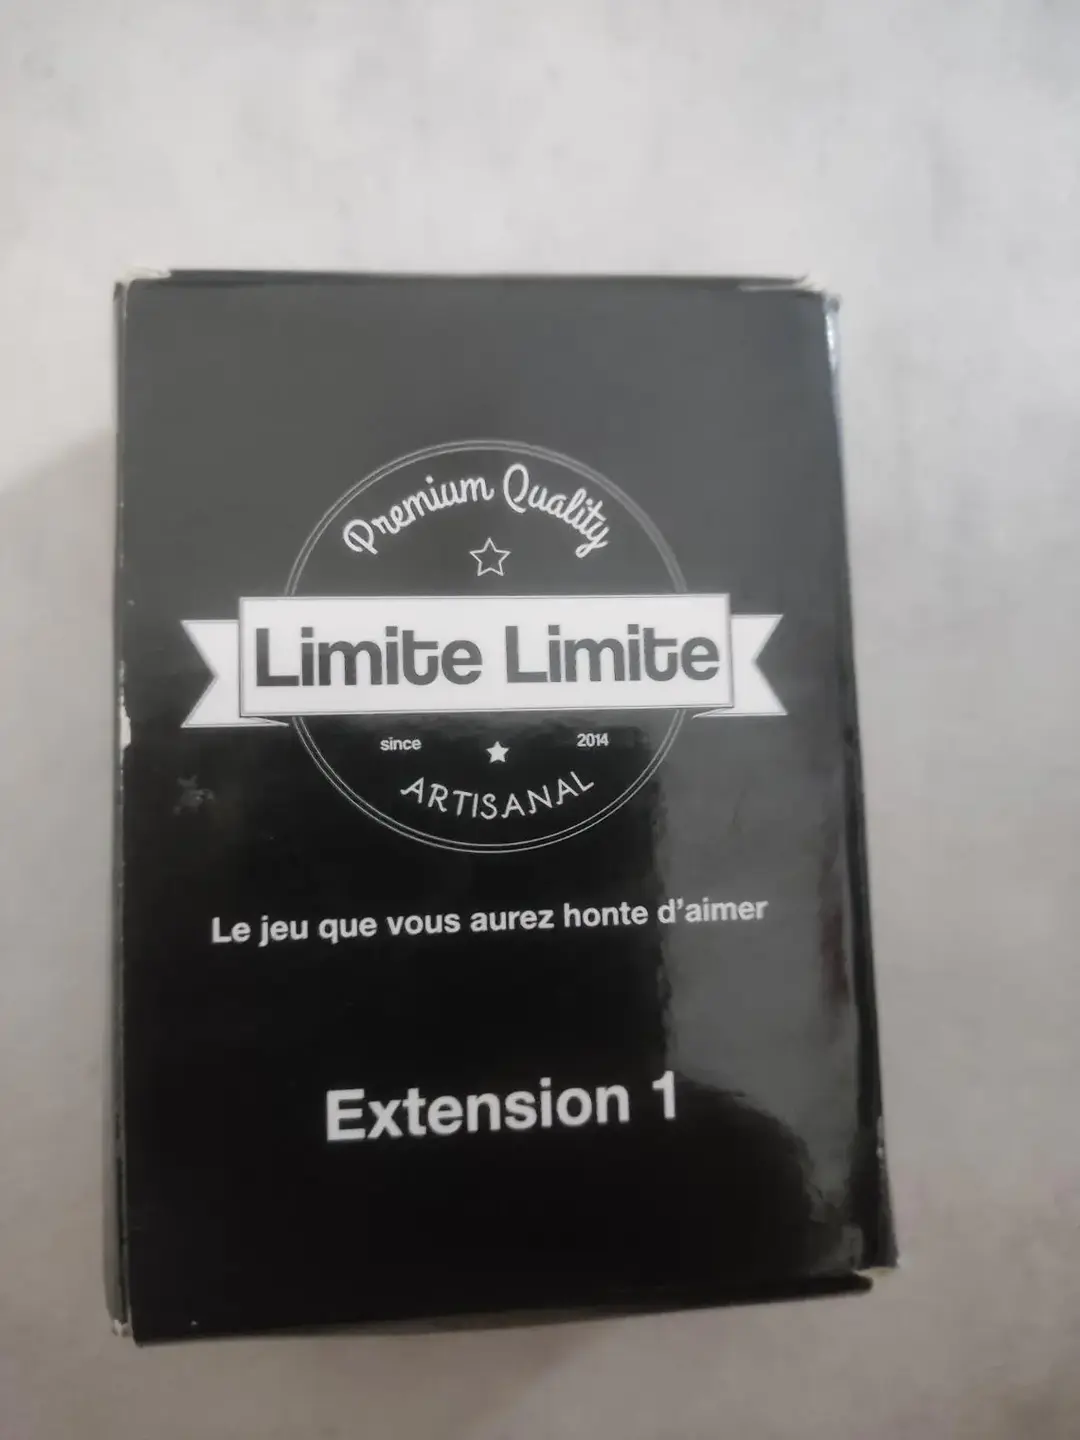 Premium Quality
Limite Limite
since 2014
ARTISANAL
Le jeu que vous aurez honte d'aimer
Extension 1